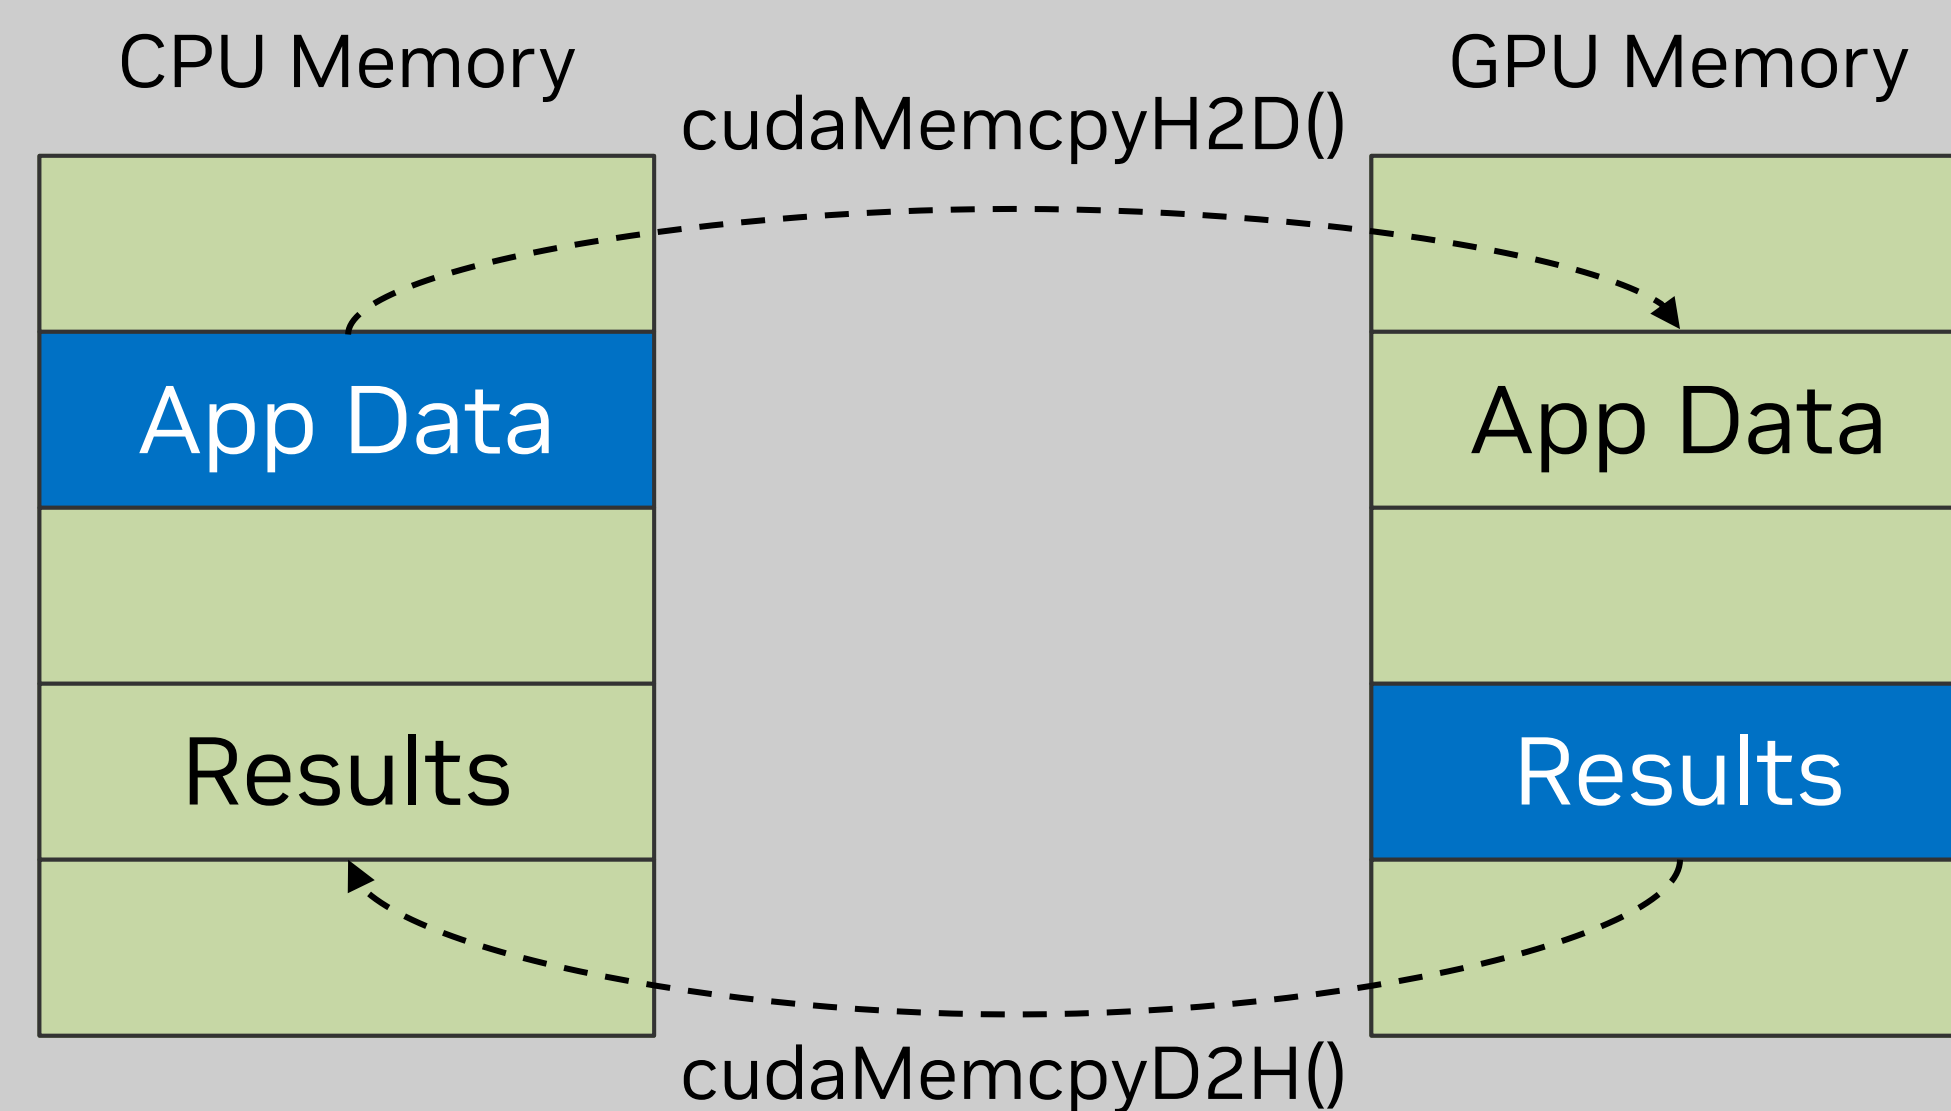 CPU Memory
GPU Memory
cudaMemcpyH2D()
App Data
App Data
Results
Results
cudaMemcpyD2H()